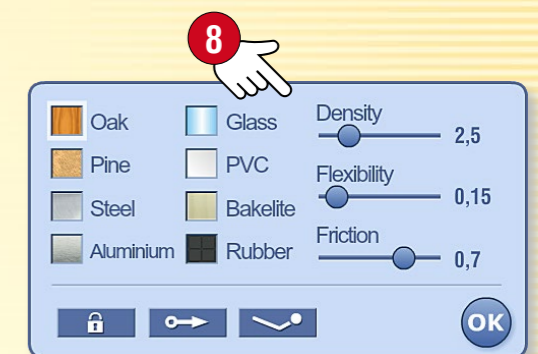 8
Oak
Pine
Steel
Aluminium
Glass
PVC
Bakelite
Rubber
Density
2,5
Flexibility
0,15
Friction
0,7
OK